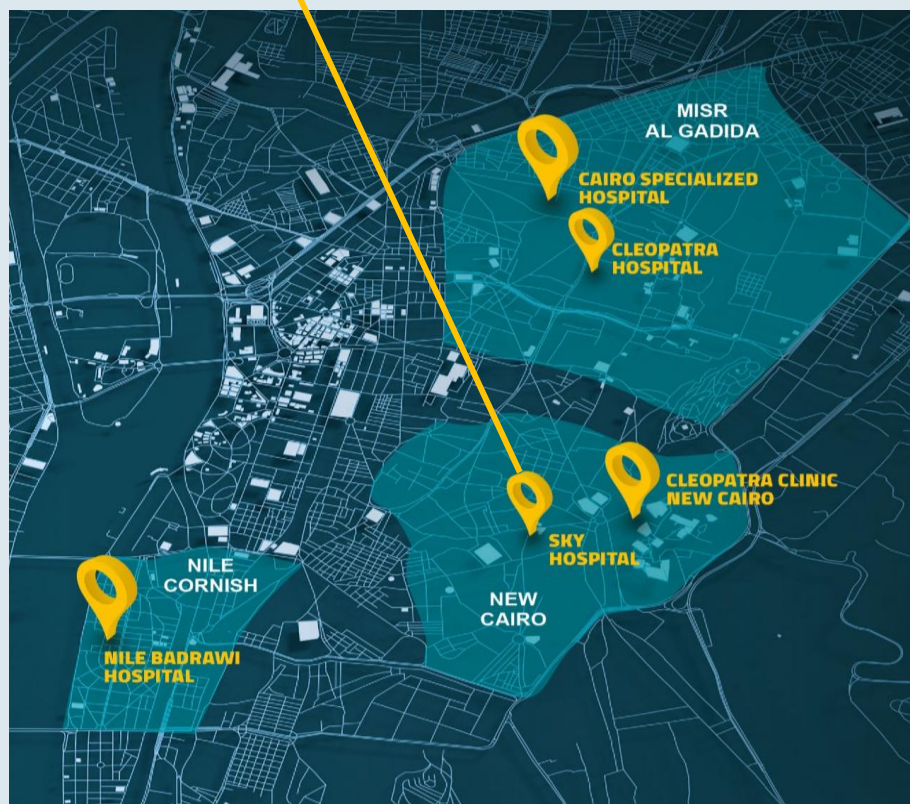 MISR
AL GADIDA
CAIRO SPECIALIZED
HOSPITAL
CLEOPATRA
HOSPITAL
CLEOPATRA CLINIC
NEW CAIRO
SKY
HOSPITAL
NEW
CAIRO
NILE
CORNISH
NILE BADRAWI
HOSPITAL